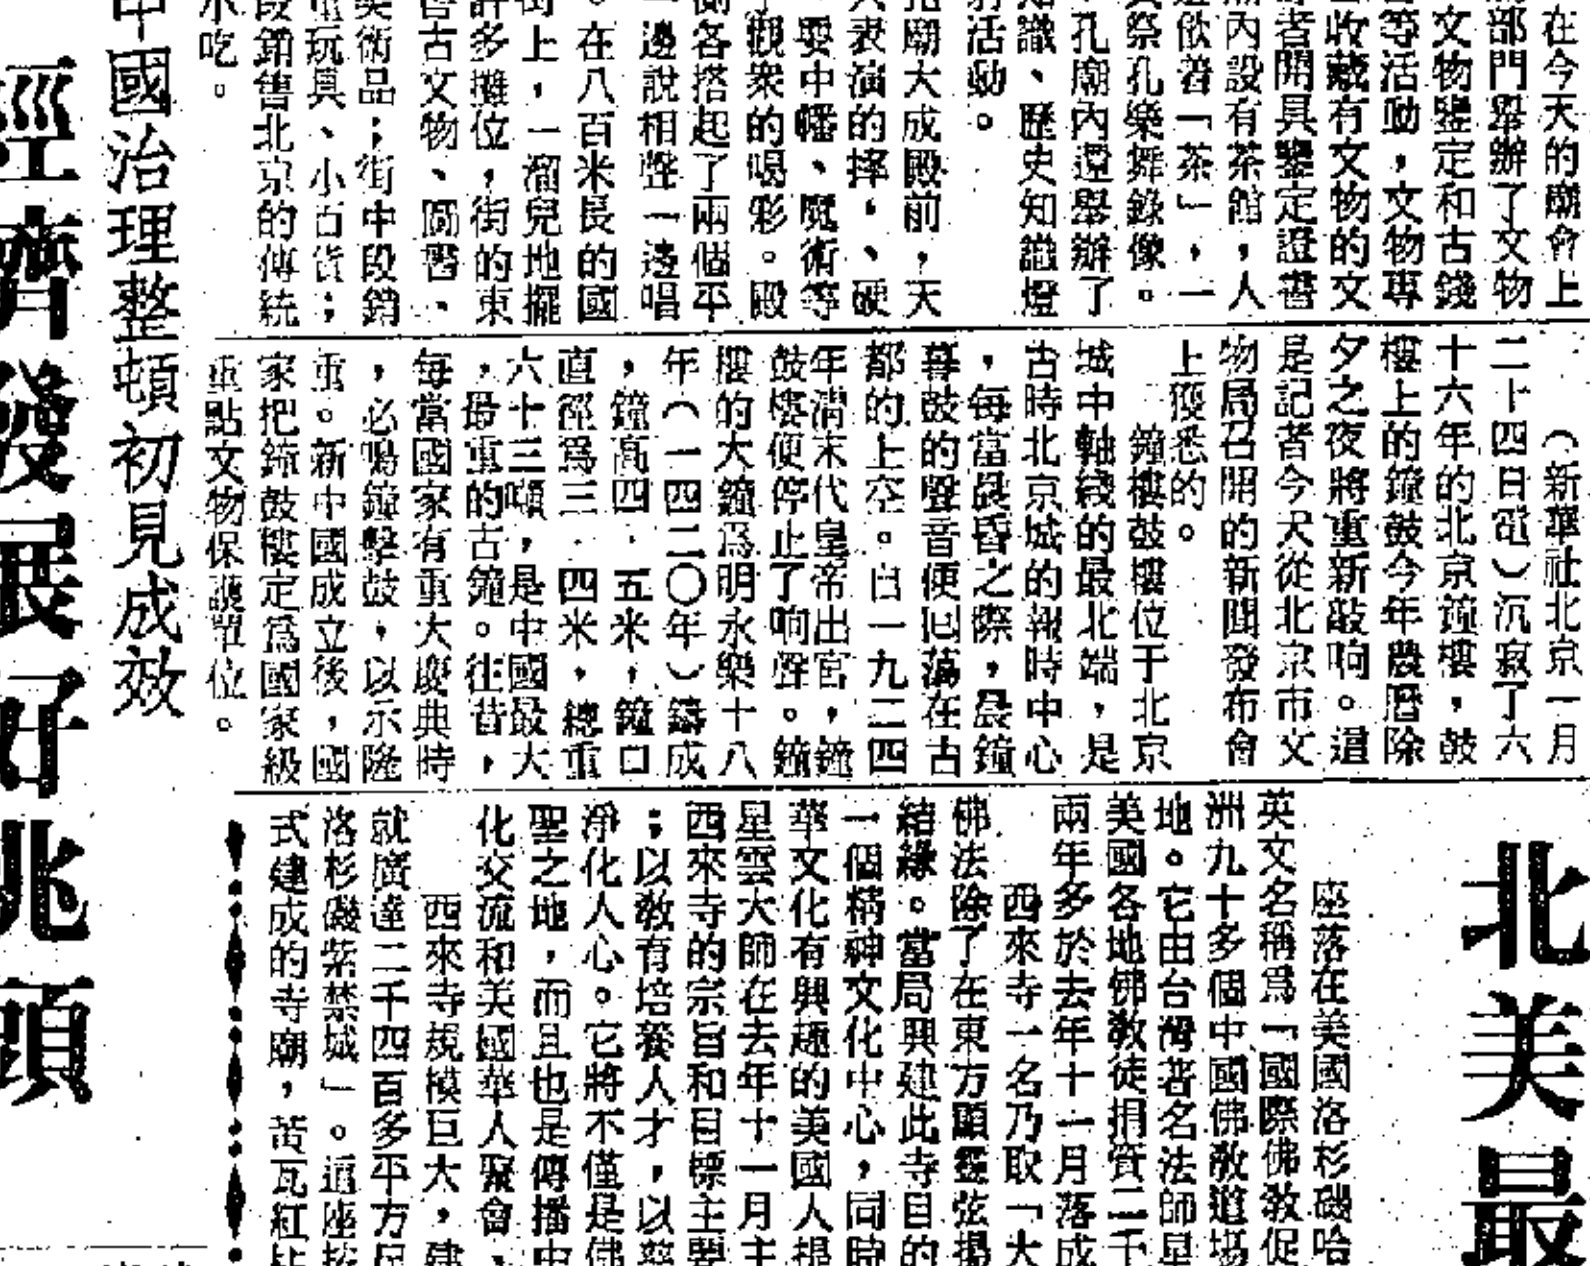 在今天的廟會上
部門舉辦了文物
文物鑒定和古錢
等活動，文物專
收藏有文物的文
者開具鑒定證書
內設有茶館，人
飲着「茶」，一
祭孔樂舞錄像。
孔廟內還舉辦了
識、歷史知識燈
活動。
廟大成殿前，天
表演的摔，、硬
耍中幡、魔術等
觀衆的喝彩。殿
側各搭起了兩個平
一邊說相聲一邊唱
。在八百米長的國
街上，一溜兒地擺
許多攤位，街的東
古文物、圖書、
美術品；街中段銷
玩具、小百貨；
段銷售北京的傳統
小吃。
（新華社北京一月
二十四日電）沉寂了六
十六年的北京鐘樓，鼓
樓上的鐘鼓今年農曆除
夕之夜將重新敲响。這
是記者今天從北京市文
物局召開的新聞發布會
上獲悉的。
鐘樓鼓樓位于北京
城中軸綫的最北端，是
古時北京城的報時中心
，每當晨昏之際，晨鐘
暮鼓的聲音便回蕩在古
都的上空。自一九二四
年淸末代皇帝出宮，鐘
鼓樓便停止了响聲。鐘
樓的大鐘爲明永樂十八
年（一四二〇年）鑄成
，鐘高四．五米，鐘口
直徑爲三．四米，總重
六十三噸，是中國最大
，最重的古鐘。往昔，
每當國家有重大慶典時
，必鳴鐘擊鼓，以示隆
重。新中國成立後，國
家把鐘鼓樓定爲國家級
重點文物保護單位。
中國治理整頓初見成效
經濟發展好兆頭
北美最
座落在美國洛杉磯哈
英文名稱爲「國際佛教促
洲九十多個中國佛教道場
地。它由台灣著名法師星
美國各地佛教徒捐資二千
兩年多於去年十一月落成
西來寺一名乃取「大
佛法除了在東方顯靈弦揚
結緣。當局興建此寺目的
一個精神文化中心，同時
華文化有興趣的美國人提
星雲大師在去年十一月主
西來寺的宗旨和目標主要
；以教育培養人才，以慈
淨化人心。它將不僅是佛
聖之地，而且也是傳播中
化交流和美國華人聚會、
西來寺規模巨大，建
就廣達二千四百多平方民
洛杉磯紫禁城」。這座按
式建成的寺廟，黃瓦紅